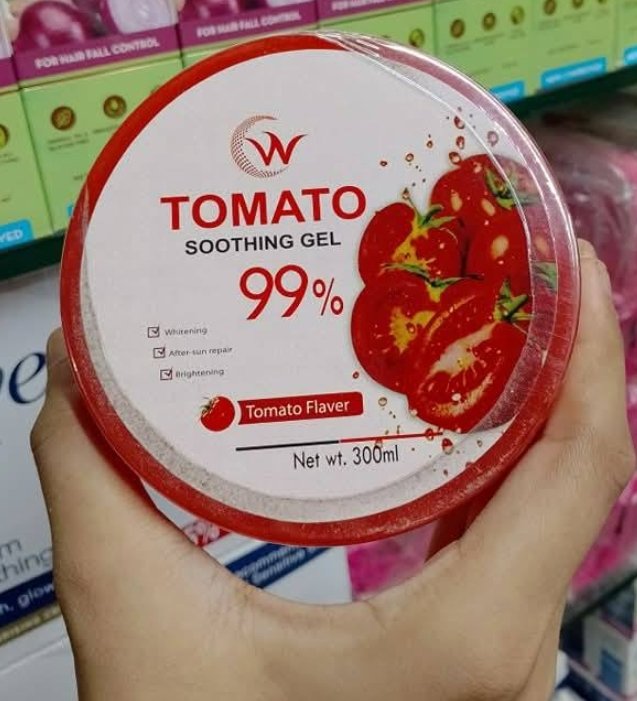 FOR HAIR FALL CONTROL
FOR HAIR FALL CONTROL
W
TOMATO
SOOTHING GEL
99%
Whitening
After-sun repair
Brightening
Tomato Flaver
Net wt. 300ml